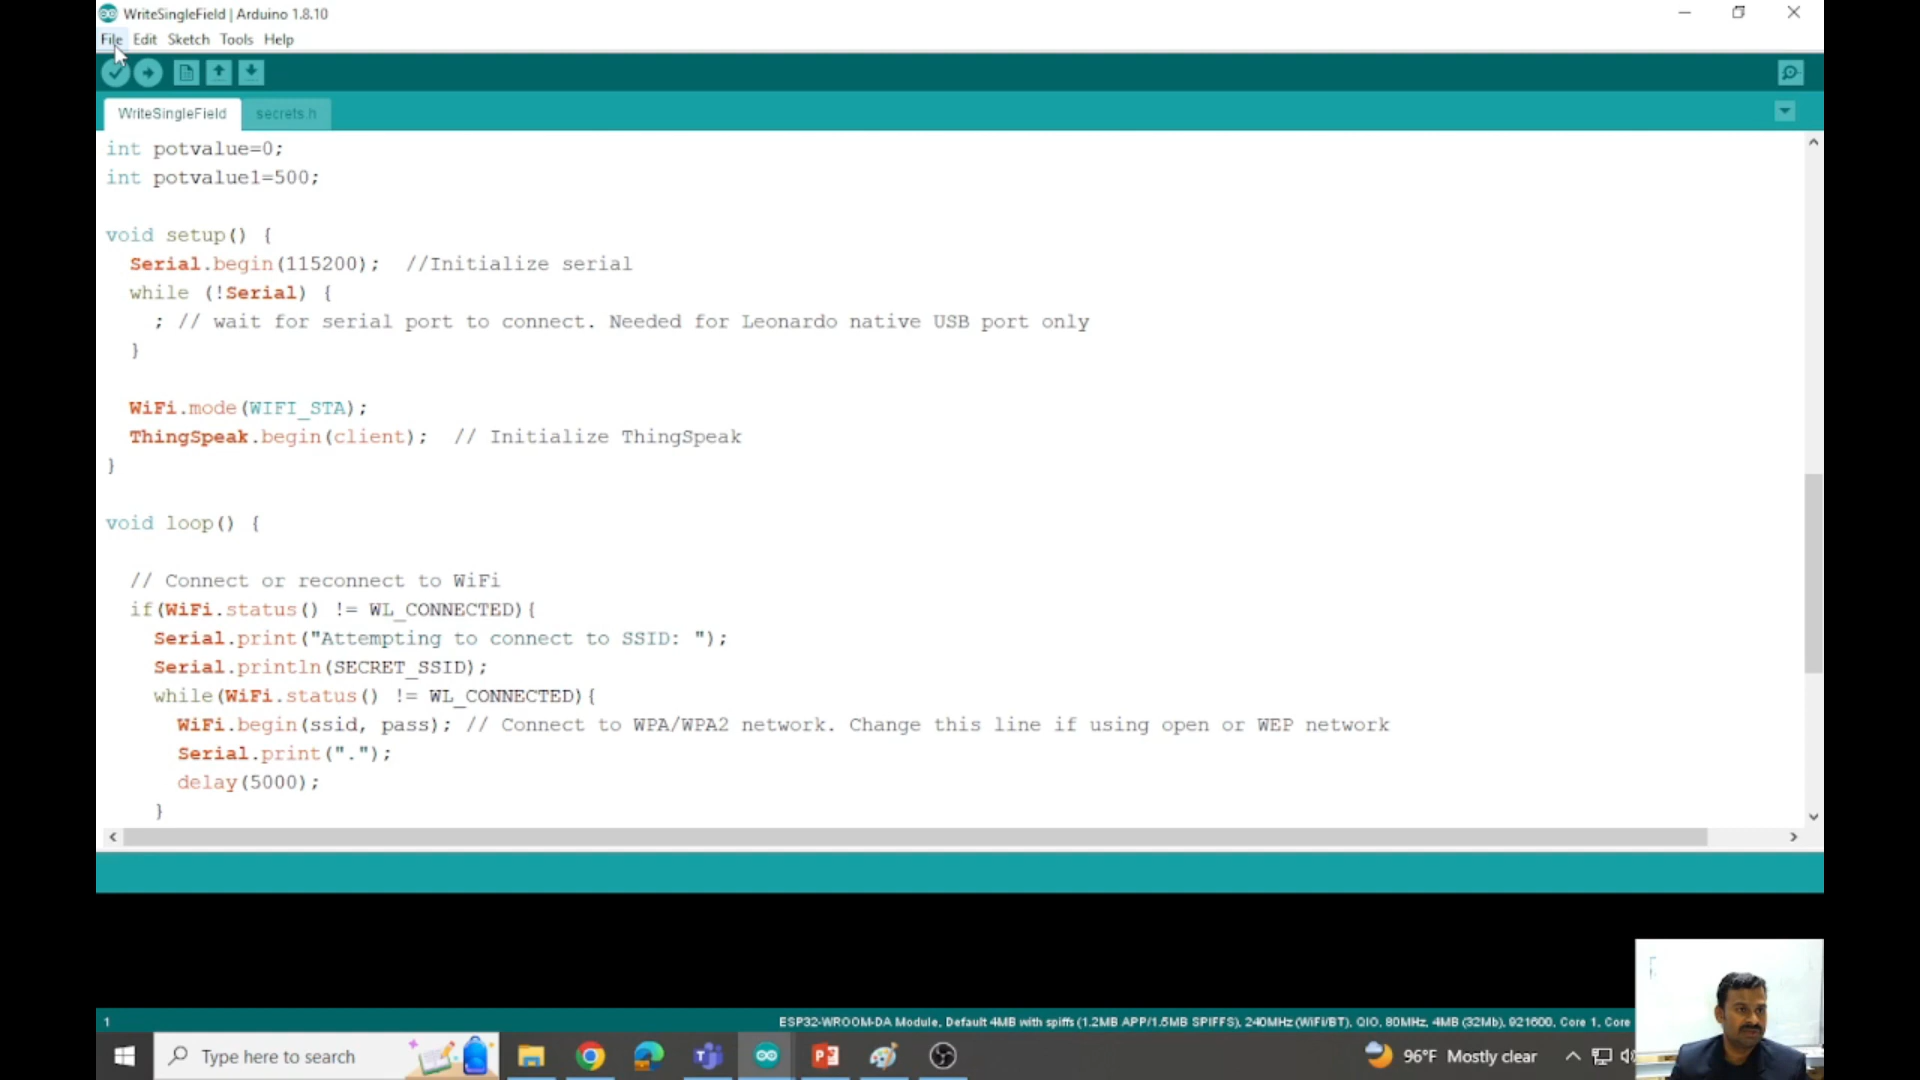 WriteSingleField | Arduino 1.8.10
File Edit Sketch Tools Help
WriteSingleField secrets.h
int potvalue=0;
int potvalue1=500;
void setup() {
Serial.begin(115200); //Initialize serial
while (!Serial) {
; // wait for serial port to connect. Needed for Leonardo native USB port only
}
WiFi.mode(WIFI_STA);
ThingSpeak.begin(client); // Initialize ThingSpeak
}
void loop() {
// Connect or reconnect to WiFi
if(WiFi.status() != WL_CONNECTED){
Serial.print("Attempting to connect to SSID: ");
Serial.println(SECRET_SSID);
while(WiFi.status() != WL_CONNECTED){
WiFi.begin(ssid, pass); // Connect to WPA/WPA2 network. Change this line if using open or WEP network
Serial.print(".");
delay(5000);
}
1 ESP32-WROOM-DA Module, Default 4MB with spiffs (1.2MB APP/1.5MB SPIFFS), 240MHz (WiFi/BT), QIO, 80MHz, 4MB (32Mb), 921600, Core 1, Core
Type here to search
96°F Mostly clear